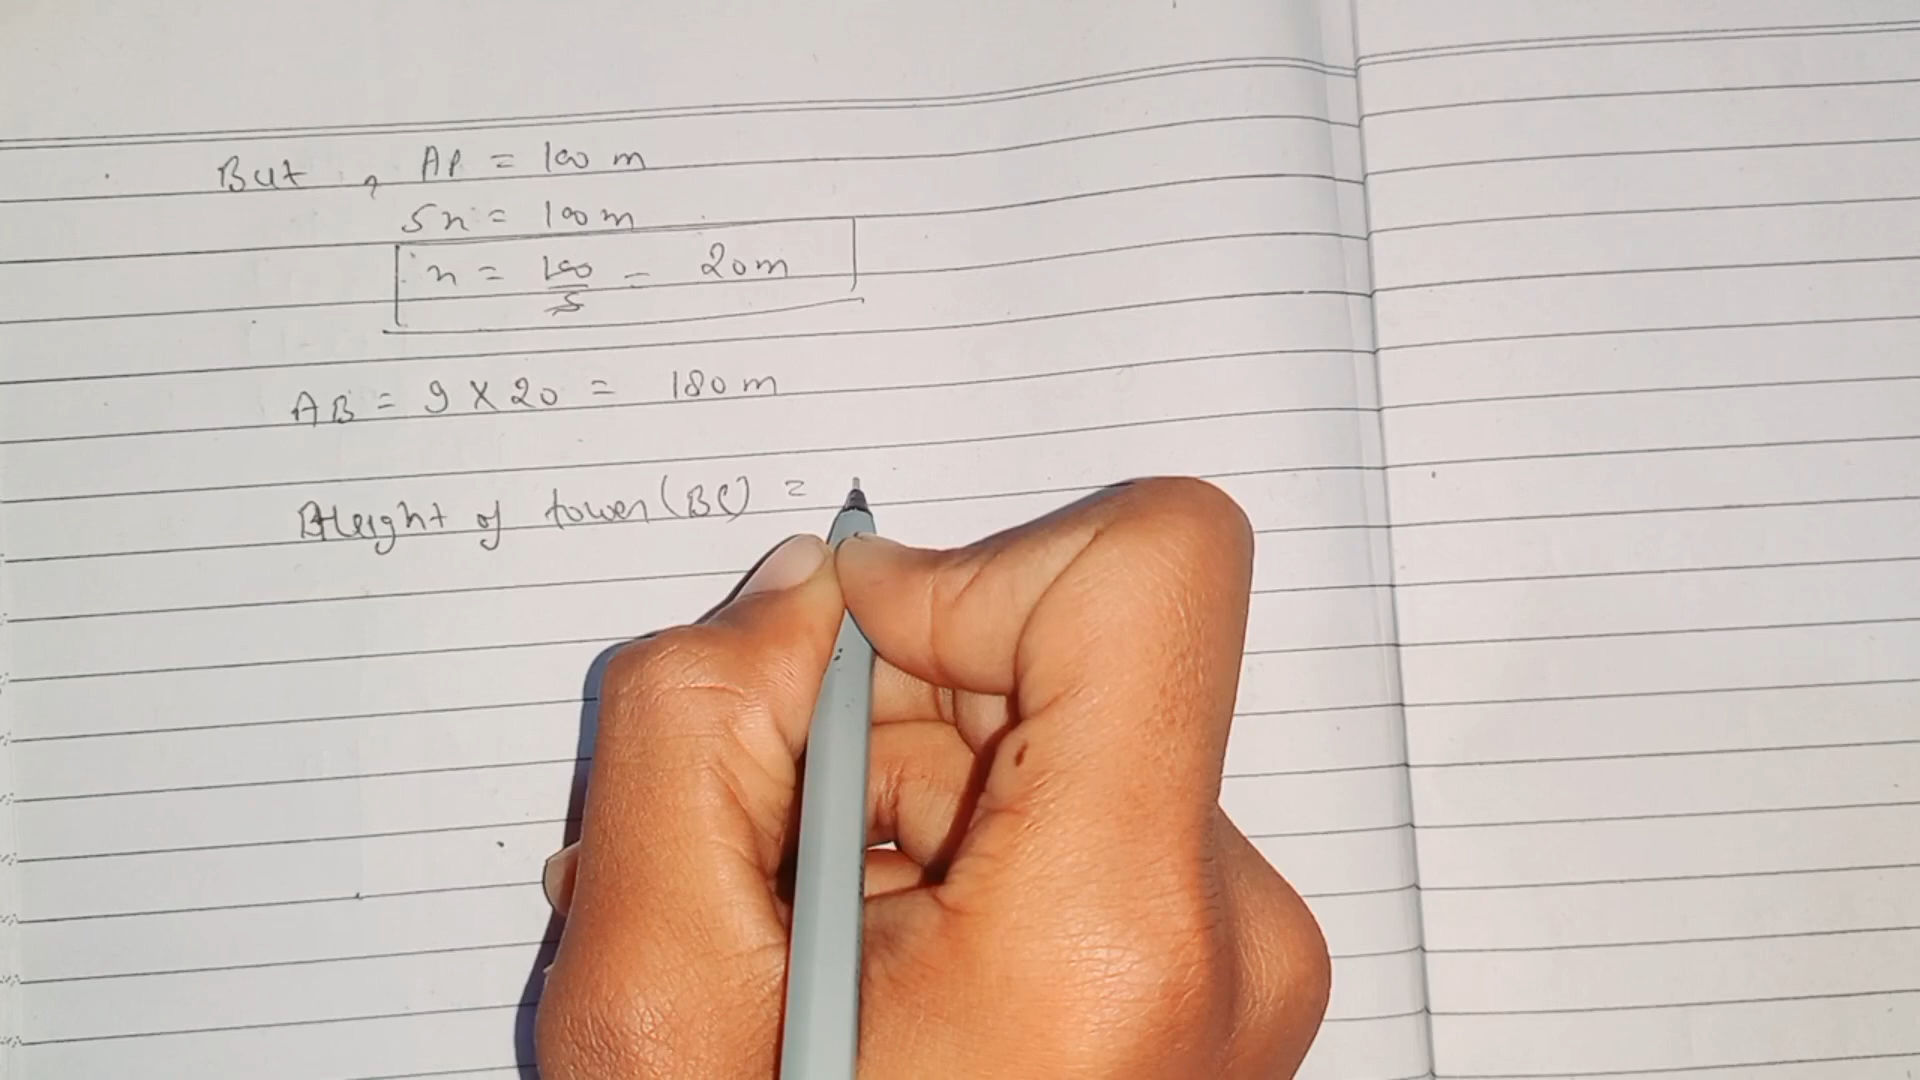 But, AP = 100 m
5x = 100 m
x = 100/5 = 20m
AB = 9 X 20 = 180 m
Height of tower (BC) =